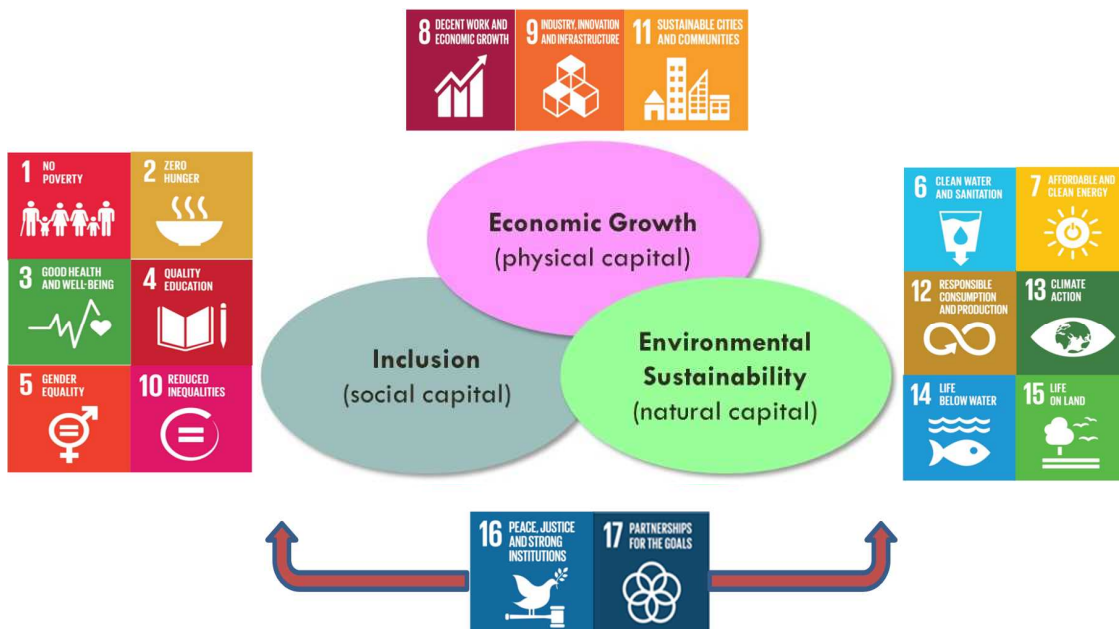 8 DECENT WORK AND
ECONOMIC GROWTH
9 INDUSTRY, INNOVATION
AND INFRASTRUCTURE
11 SUSTAINABLE CITIES
AND COMMUNITIES
1 NO
POVERTY
2 ZERO
HUNGER
3 GOOD HEALTH
AND WELL-BEING
4 QUALITY
EDUCATION
5 GENDER
EQUALITY
10 REDUCED
INEQUALITIES
Economic Growth
(physical capital)
Inclusion
(social capital)
Environmental
Sustainability
(natural capital)
6 CLEAN WATER
AND SANITATION
7 AFFORDABLE AND
CLEAN ENERGY
12 RESPONSIBLE
CONSUMPTION
AND PRODUCTION
13 CLIMATE
ACTION
14 LIFE
BELOW WATER
15 LIFE
ON LAND
16 PEACE, JUSTICE
AND STRONG
INSTITUTIONS
17 PARTNERSHIPS
FOR THE GOALS